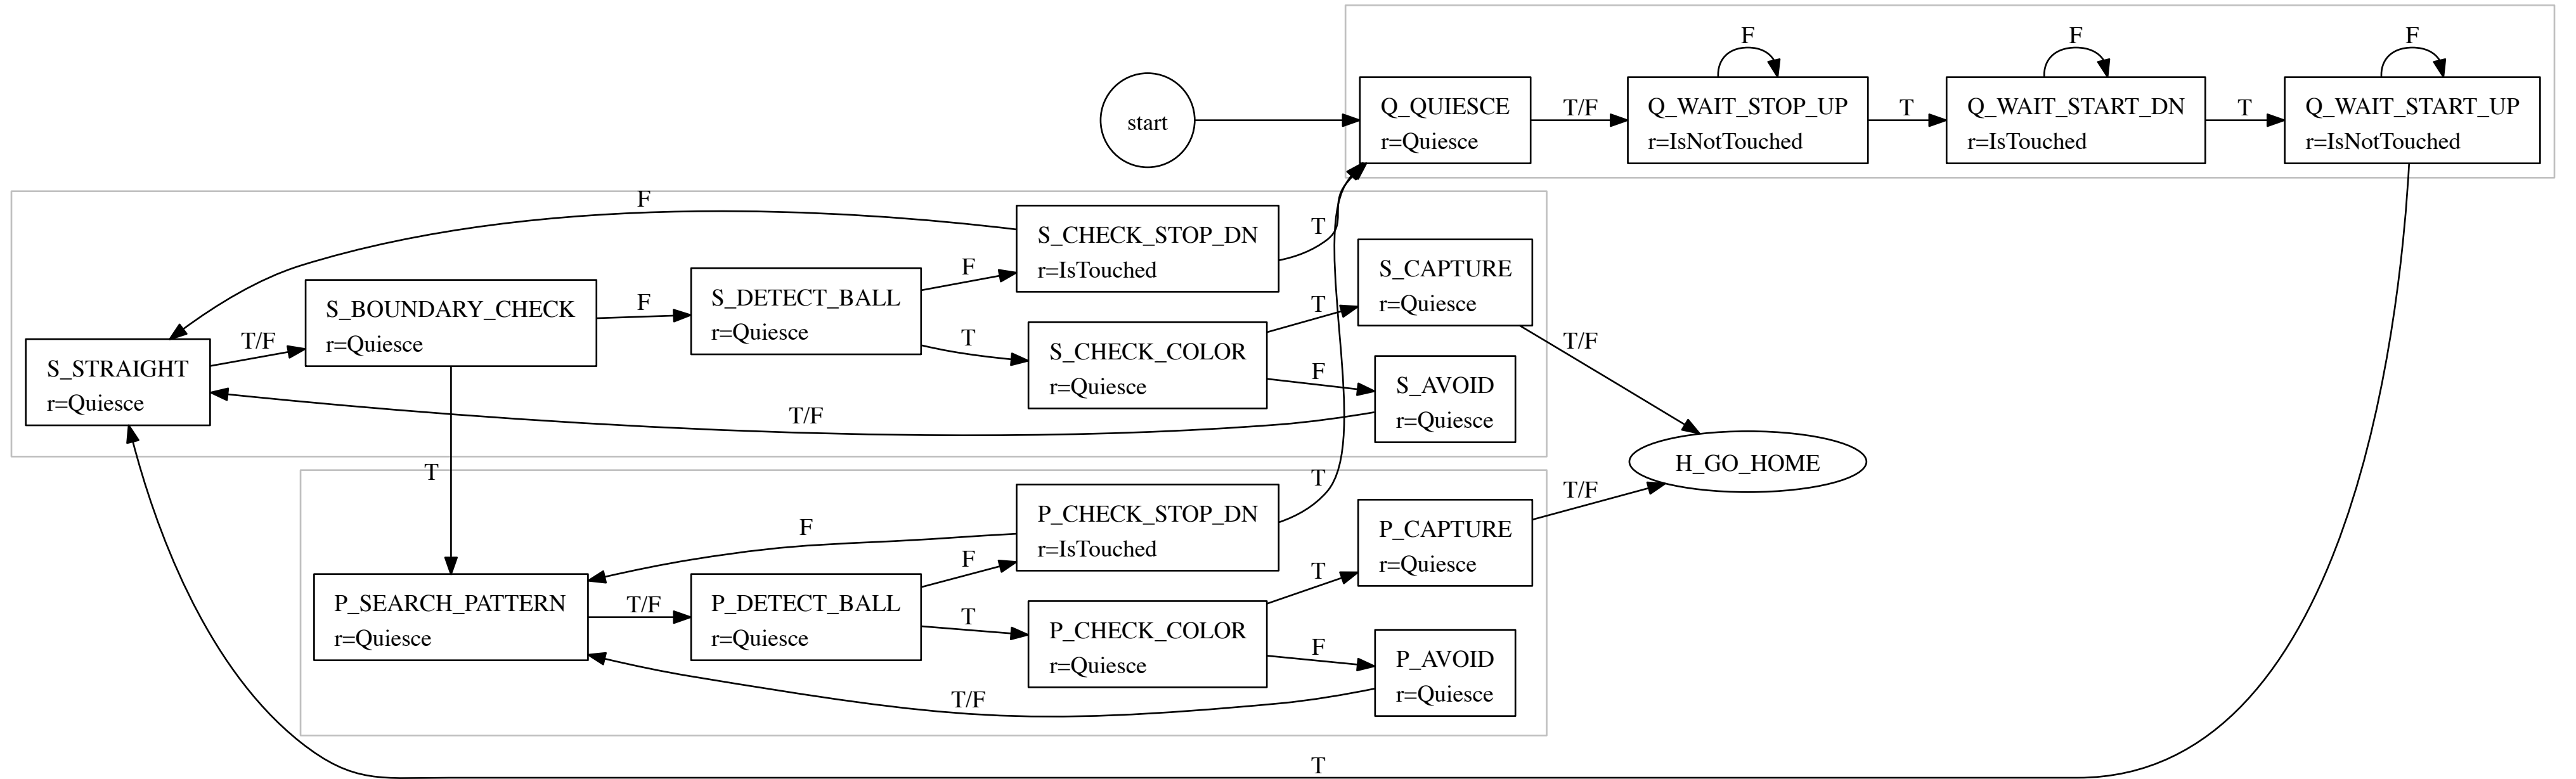 F
F
F
start
Q_QUIESCE
r=Quiesce
T/F
Q_WAIT_STOP_UP
r=IsNotTouched
T
Q_WAIT_START_DN
r=IsTouched
T
Q_WAIT_START_UP
r=IsNotTouched
F
S_CHECK_STOP_DN
r=IsTouched
T
S_STRAIGHT
r=Quiesce
T/F
S_BOUNDARY_CHECK
r=Quiesce
F
S_DETECT_BALL
r=Quiesce
F
T
S_CHECK_COLOR
r=Quiesce
T
S_CAPTURE
r=Quiesce
T/F
F
S_AVOID
r=Quiesce
T/F
H_GO_HOME
T
P_CHECK_STOP_DN
r=IsTouched
T
F
P_SEARCH_PATTERN
r=Quiesce
T/F
P_DETECT_BALL
r=Quiesce
F
T
P_CHECK_COLOR
r=Quiesce
T
P_CAPTURE
r=Quiesce
T/F
F
P_AVOID
r=Quiesce
T/F
T